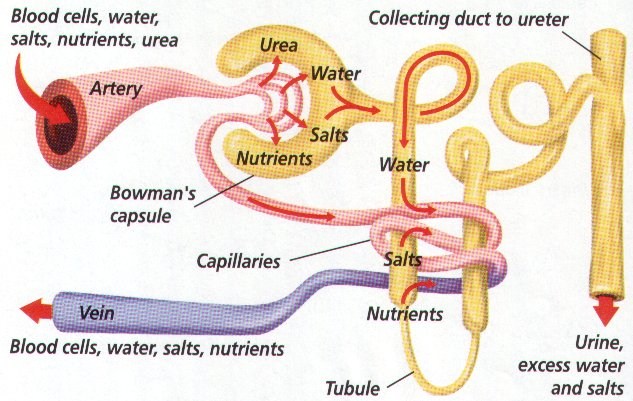 Blood cells, water,
salts, nutrients, urea
Collecting duct to ureter
Urea
Artery
Water
Salts
Nutrients
Water
Bowman's
capsule
Capillaries
Salts
Vein
Nutrients
Blood cells, water, salts, nutrients
Urine,
excess water
and salts
Tubule